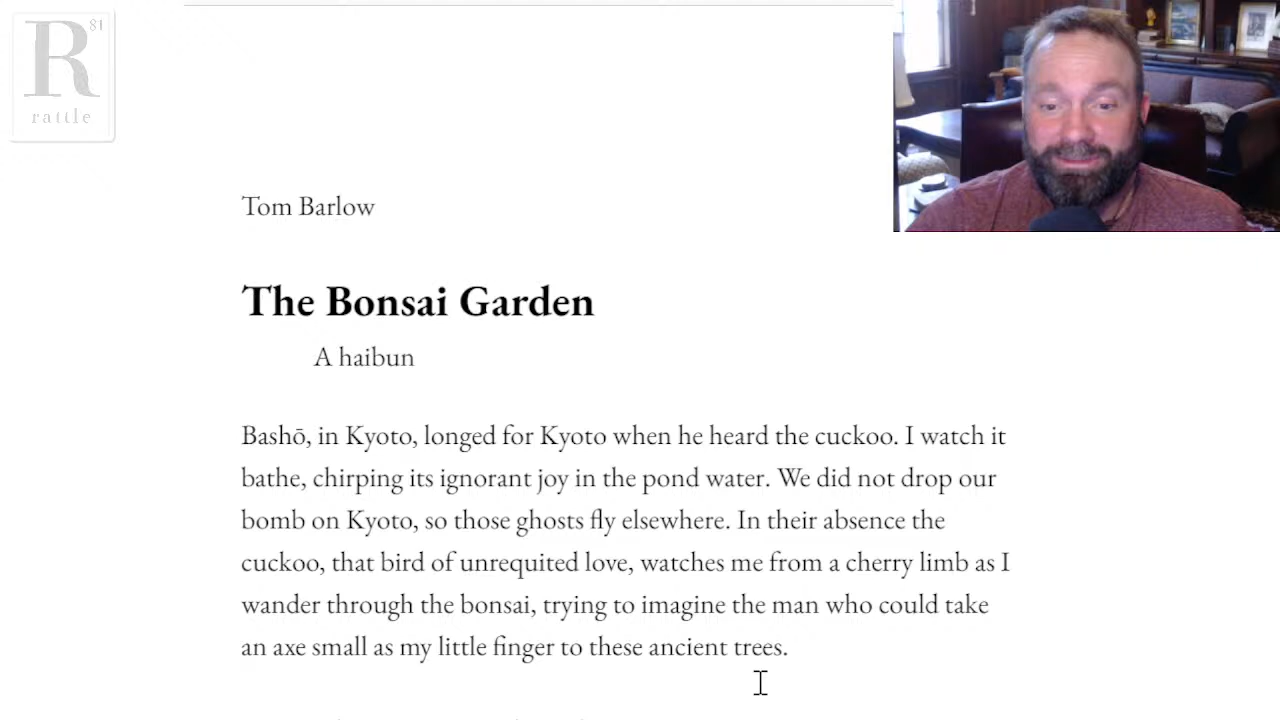 R 81
rattle
Tom Barlow
The Bonsai Garden
A haibun
Bashō, in Kyoto, longed for Kyoto when he heard the cuckoo. I watch it
bathe, chirping its ignorant joy in the pond water. We did not drop our
bomb on Kyoto, so those ghosts fly elsewhere. In their absence the
cuckoo, that bird of unrequited love, watches me from a cherry limb as I
wander through the bonsai, trying to imagine the man who could take
an axe small as my little finger to these ancient trees.